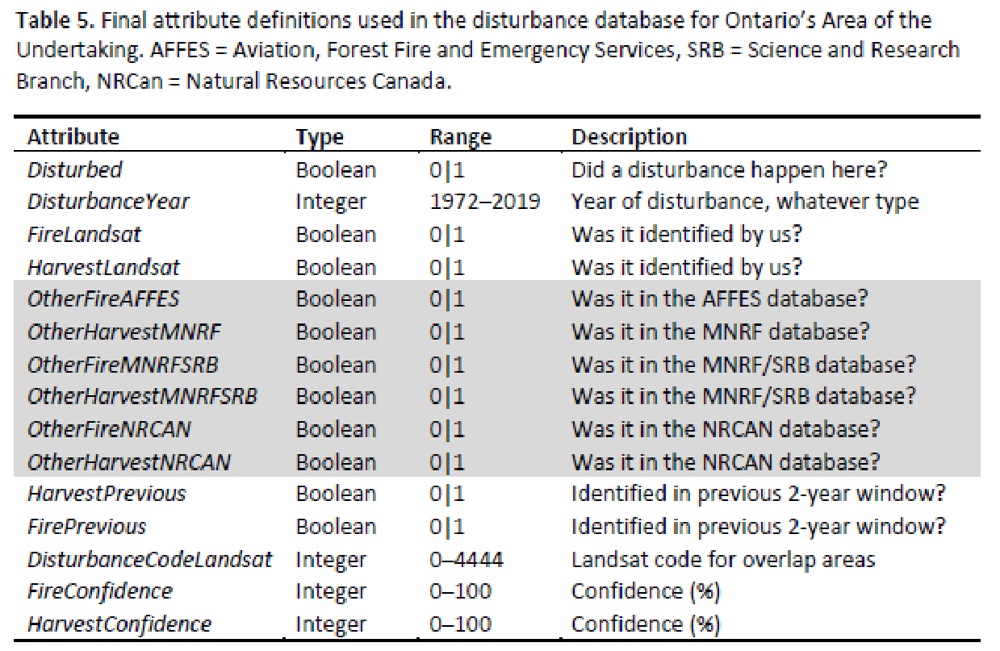 Table 5. Final attribute definitions used in the disturbance database for Ontario's Area of the
Undertaking. AFFES = Aviation, Forest Fire and Emergency Services, SRB = Science and Research
Branch, NRCan = Natural Resources Canada.
Attribute Type Range Description
Disturbed Boolean 0|1 Did a disturbance happen here?
DisturbanceYear Integer 1972–2019 Year of disturbance, whatever type
FireLandsat Boolean 0|1 Was it identified by us?
HarvestLandsat Boolean 0|1 Was it identified by us?
OtherFireAFFES Boolean 0|1 Was it in the AFFES database?
OtherHarvestMNRF Boolean 0|1 Was it in the MNRF database?
OtherFireMNRFSRB Boolean 0|1 Was it in the MNRF/SRB database?
OtherHarvestMNRFSRB Boolean 0|1 Was it in the MNRF/SRB database?
OtherFireNRCAN Boolean 0|1 Was it in the NRCAN database?
OtherHarvestNRCAN Boolean 0|1 Was it in the NRCAN database?
HarvestPrevious Boolean 0|1 Identified in previous 2-year window?
FirePrevious Boolean 0|1 Identified in previous 2-year window?
DisturbanceCodeLandsat Integer 0–4444 Landsat code for overlap areas
FireConfidence Integer 0–100 Confidence (%)
HarvestConfidence Integer 0–100 Confidence (%)